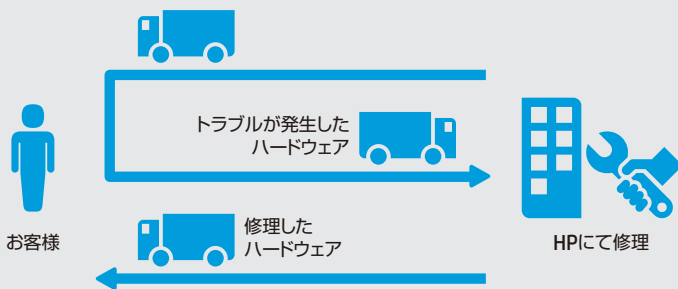 トラブルが発生した
ハードウェア
お客様
修理した
ハードウェア
HPにて修理